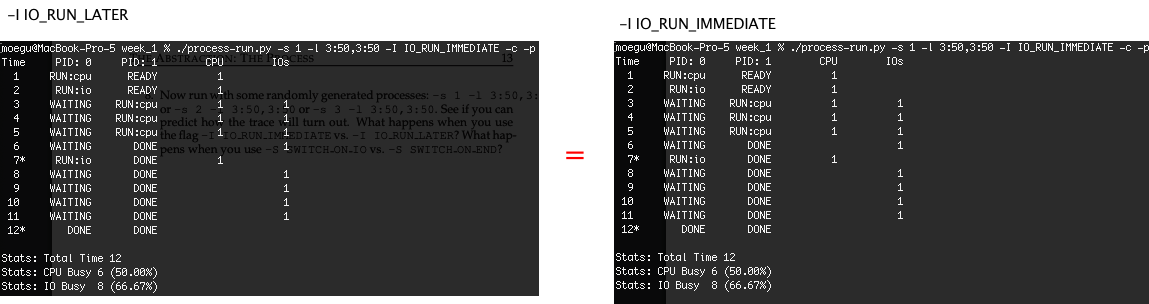 -I IO_RUN_LATER
moegu@MacBook-Pro-5 week_1 % ./process-run.py -s 1 -l 3:50,3:50 -I IO_RUN_IMMEDIATE -c -p
Time PID: 0 PID: 1 CPU IOs
1 RUN:cpu READY 1
2 RUN:io READY 1
3 WAITING RUN:cpu 1 1
4 WAITING RUN:cpu 1 1
5 WAITING RUN:cpu 1 1
6 WAITING DONE 1
7* RUN:io DONE 1
8 WAITING DONE 1
9 WAITING DONE 1
10 WAITING DONE 1
11 WAITING DONE 1
12* DONE DONE
Stats: Total Time 12
Stats: CPU Busy 6 (50.00%)
Stats: IO Busy 8 (66.67%)
ABSTRACTION: THE PROCESS 13
Now run with some randomly generated processes: -s 1 -l 3:50,3:
or -s 2 -l 3:50,3:50 or -s 3 -l 3:50,3:50. See if you can
predict how the trace will turn out. What happens when you use
the flag -I IO_RUN_IMMEDIATE vs. -I IO_RUN_LATER? What hap-
pens when you use -S SWITCH_ON_IO vs. -S SWITCH_ON_END?
=
-I IO_RUN_IMMEDIATE
moegu@MacBook-Pro-5 week_1 % ./process-run.py -s 1 -l 3:50,3:50 -I IO_RUN_IMMEDIATE -c -p
Time PID: 0 PID: 1 CPU IOs
1 RUN:cpu READY 1
2 RUN:io READY 1
3 WAITING RUN:cpu 1 1
4 WAITING RUN:cpu 1 1
5 WAITING RUN:cpu 1 1
6 WAITING DONE 1
7* RUN:io DONE 1
8 WAITING DONE 1
9 WAITING DONE 1
10 WAITING DONE 1
11 WAITING DONE 1
12* DONE DONE
Stats: Total Time 12
Stats: CPU Busy 6 (50.00%)
Stats: IO Busy 8 (66.67%)